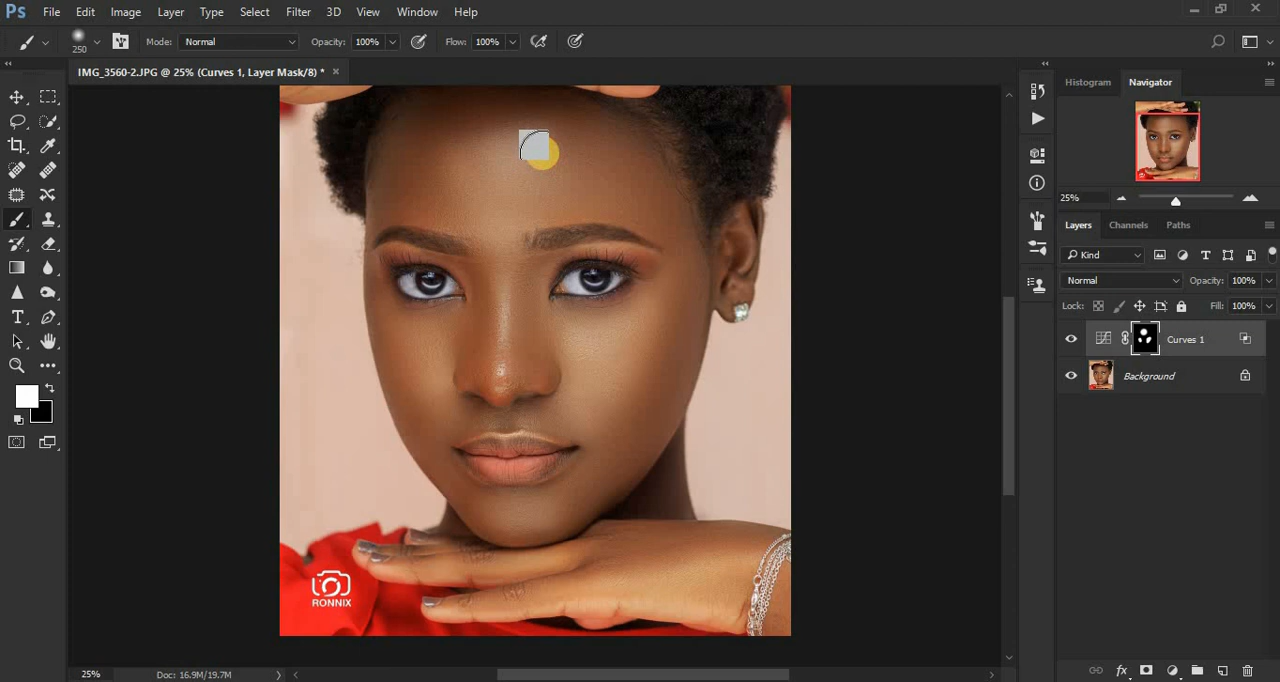 Ps File Edit Image Layer Type Select Filter 3D View Window Help
250 Mode: Normal Opacity: 100% Flow: 100%
IMG_3560-2.JPG @ 25% (Curves 1, Layer Mask/8) * ×
Histogram Navigator
25%
Layers Channels Paths
Kind
Normal Opacity: 100%
Lock: Fill: 100%
Curves 1
Background
RONNIX
25% Doc: 16.9M/19.7M